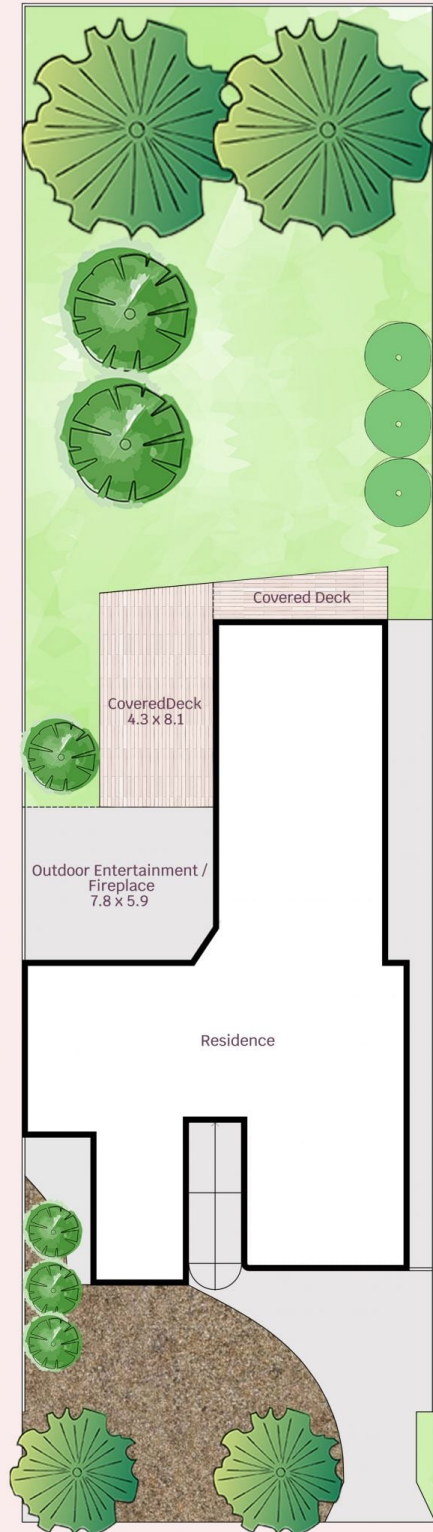 Covered Deck
CoveredDeck
4.3 x 8.1
Outdoor Entertainment /
Fireplace
7.8 x 5.9
Residence